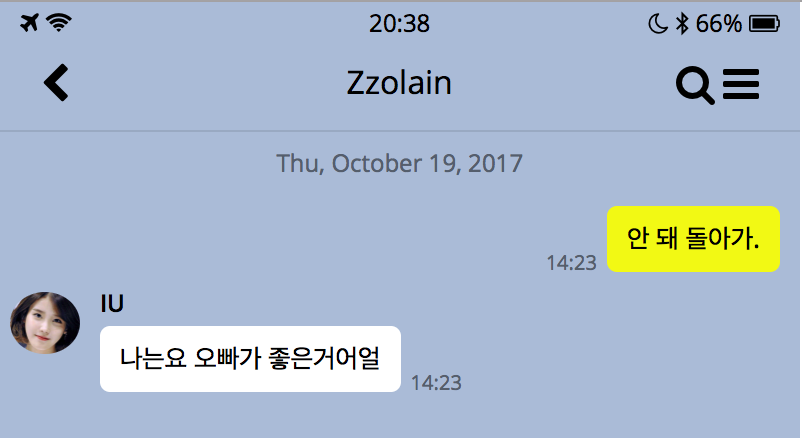 20:38 66%
Zzolain
Thu, October 19, 2017
안 돼 돌아가.
14:23
IU
나는요 오빠가 좋은거어얼
14:23